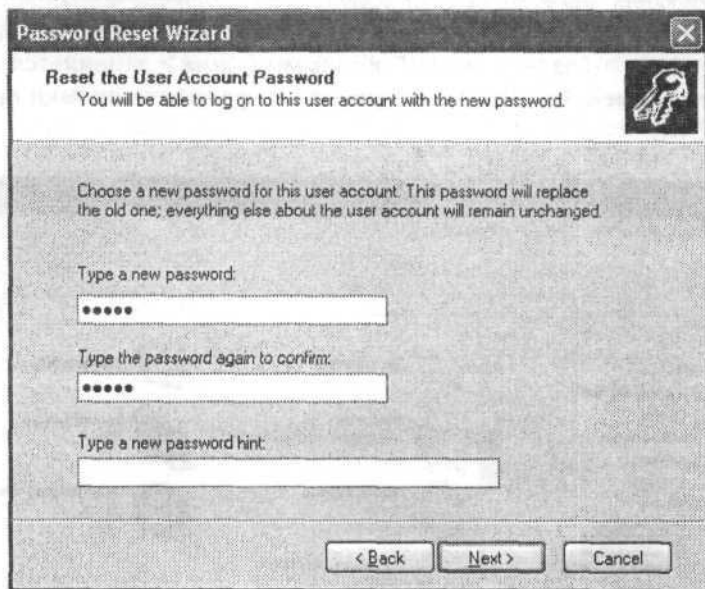 Password Reset Wizard
Reset the User Account Password
You will be able to log on to this user account with the new password.
Choose a new password for this user account. This password will replace
the old one; everything else about the user account will remain unchanged.
Type a new password:
•••••
Type the password again to confirm:
•••••
Type a new password hint:
< Back
Next >
Cancel